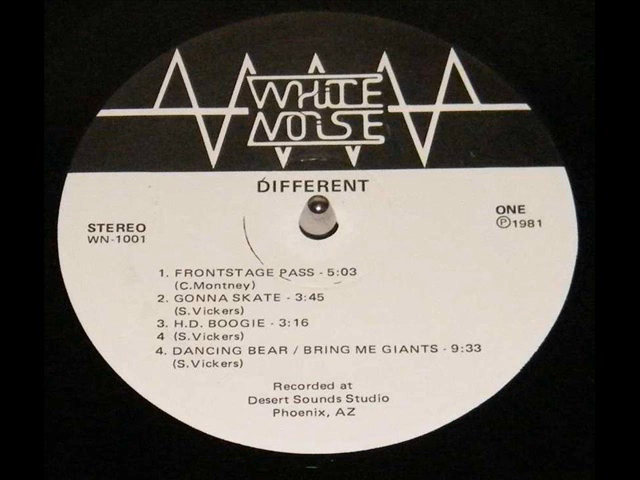 WHiTE
NOiSE
DIFFERENT
STEREO
WN-1001
ONE
Ⓟ1981
1. FRONTSTAGE PASS - 5:03
(C.Montney)
2. GONNA SKATE - 3:45
(S.Vickers)
3. H.D. BOOGIE - 3:16
4 (S.Vickers)
4. DANCING BEAR / BRING ME GIANTS - 9:33
(S.Vickers)
Recorded at
Desert Sounds Studio
Phoenix, AZ